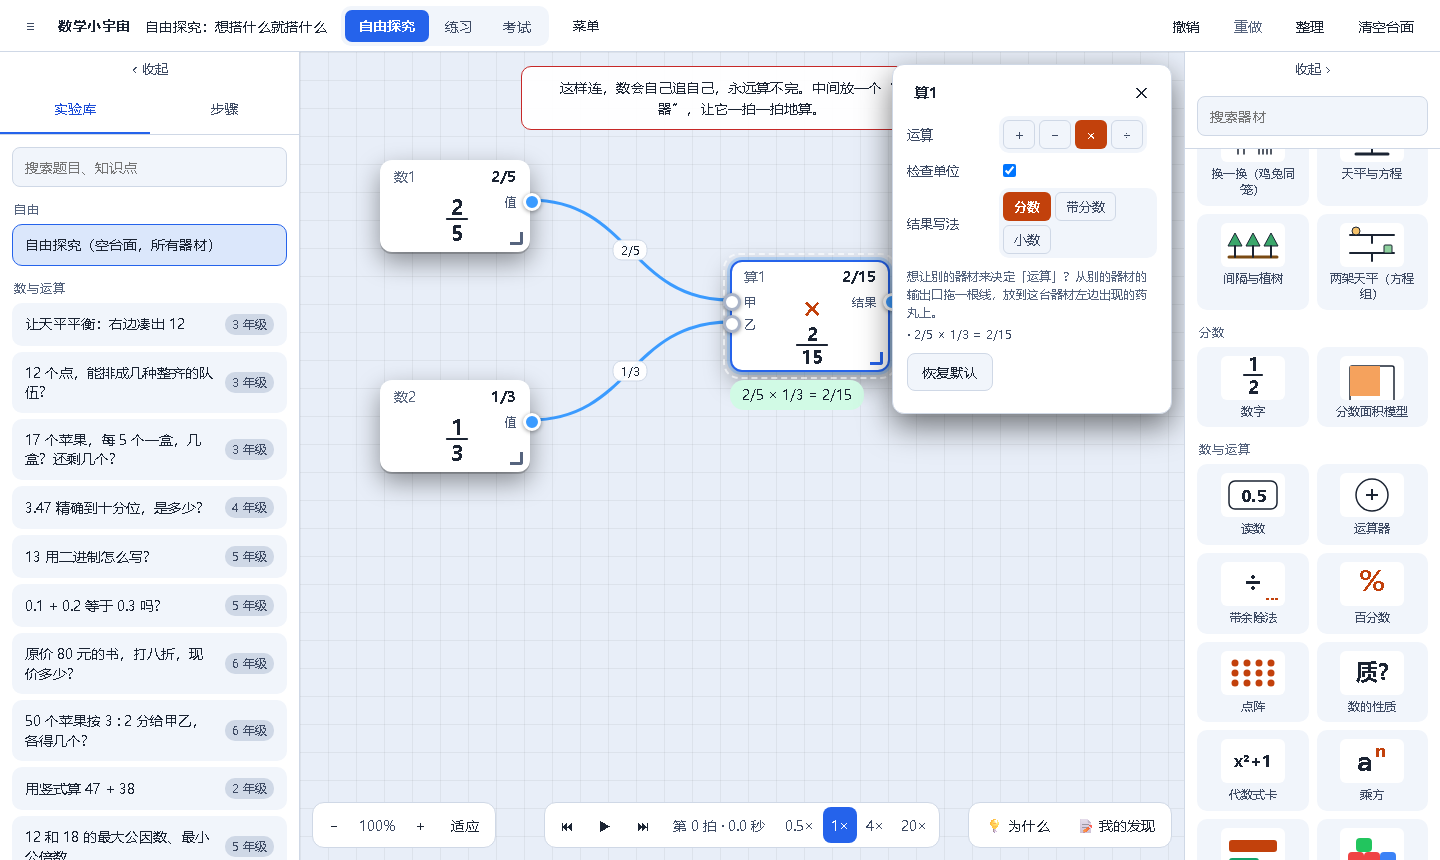 ≡ 数学小宇宙 自由探究：想搭什么就搭什么 自由探究 练习 考试 菜单 撤销 重做 整理 清空台面
‹ 收起
实验库 步骤
搜索题目、知识点
自由
自由探究（空台面，所有器材）
数与运算
让天平平衡：右边凑出 12 3 年级
12 个点，能排成几种整齐的队
伍？ 3 年级
17 个苹果，每 5 个一盒，几
盒？还剩几个？ 3 年级
3.47 精确到十分位，是多少？ 4 年级
13 用二进制怎么写？ 5 年级
0.1 + 0.2 等于 0.3 吗？ 5 年级
原价 80 元的书，打八折，现
价多少？ 6 年级
50 个苹果按 3 : 2 分给甲乙，
各得几个？ 6 年级
用竖式算 47 + 38 2 年级
12 和 18 的最大公因数、最小
公倍数 5 年级
这样连，数会自己追自己，永远算不完。中间放一个“
器”，让它一拍一拍地算。
数1 2/5
值
2
5
2/5
数2 1/3
值
1
3
1/3
算1 2/15
甲 结果
乙
×
2
15
2/5 × 1/3 = 2/15
算1 ✕
运算 + − × ÷
检查单位
结果写法 分数 带分数
小数
想让别的器材来决定「运算」？从别的器材的
输出口拖一根线，放到这台器材左边出现的药
丸上。
· 2/5 × 1/3 = 2/15
恢复默认
− 100% + 适应
⏮ ▶ ⏭ 第 0 拍 · 0.0 秒 0.5× 1× 4× 20×
为什么 我的发现
收起 ›
搜索器材
换一换（鸡兔同
笼）
天平与方程
间隔与植树
两架天平（方程
组）
分数
1
2
数字
分数面积模型
数与运算
0.5
读数
+
运算器
÷ ...
带余除法
%
百分数
点阵
质?
数的性质
x²+1
代数式卡
aⁿ
乘方